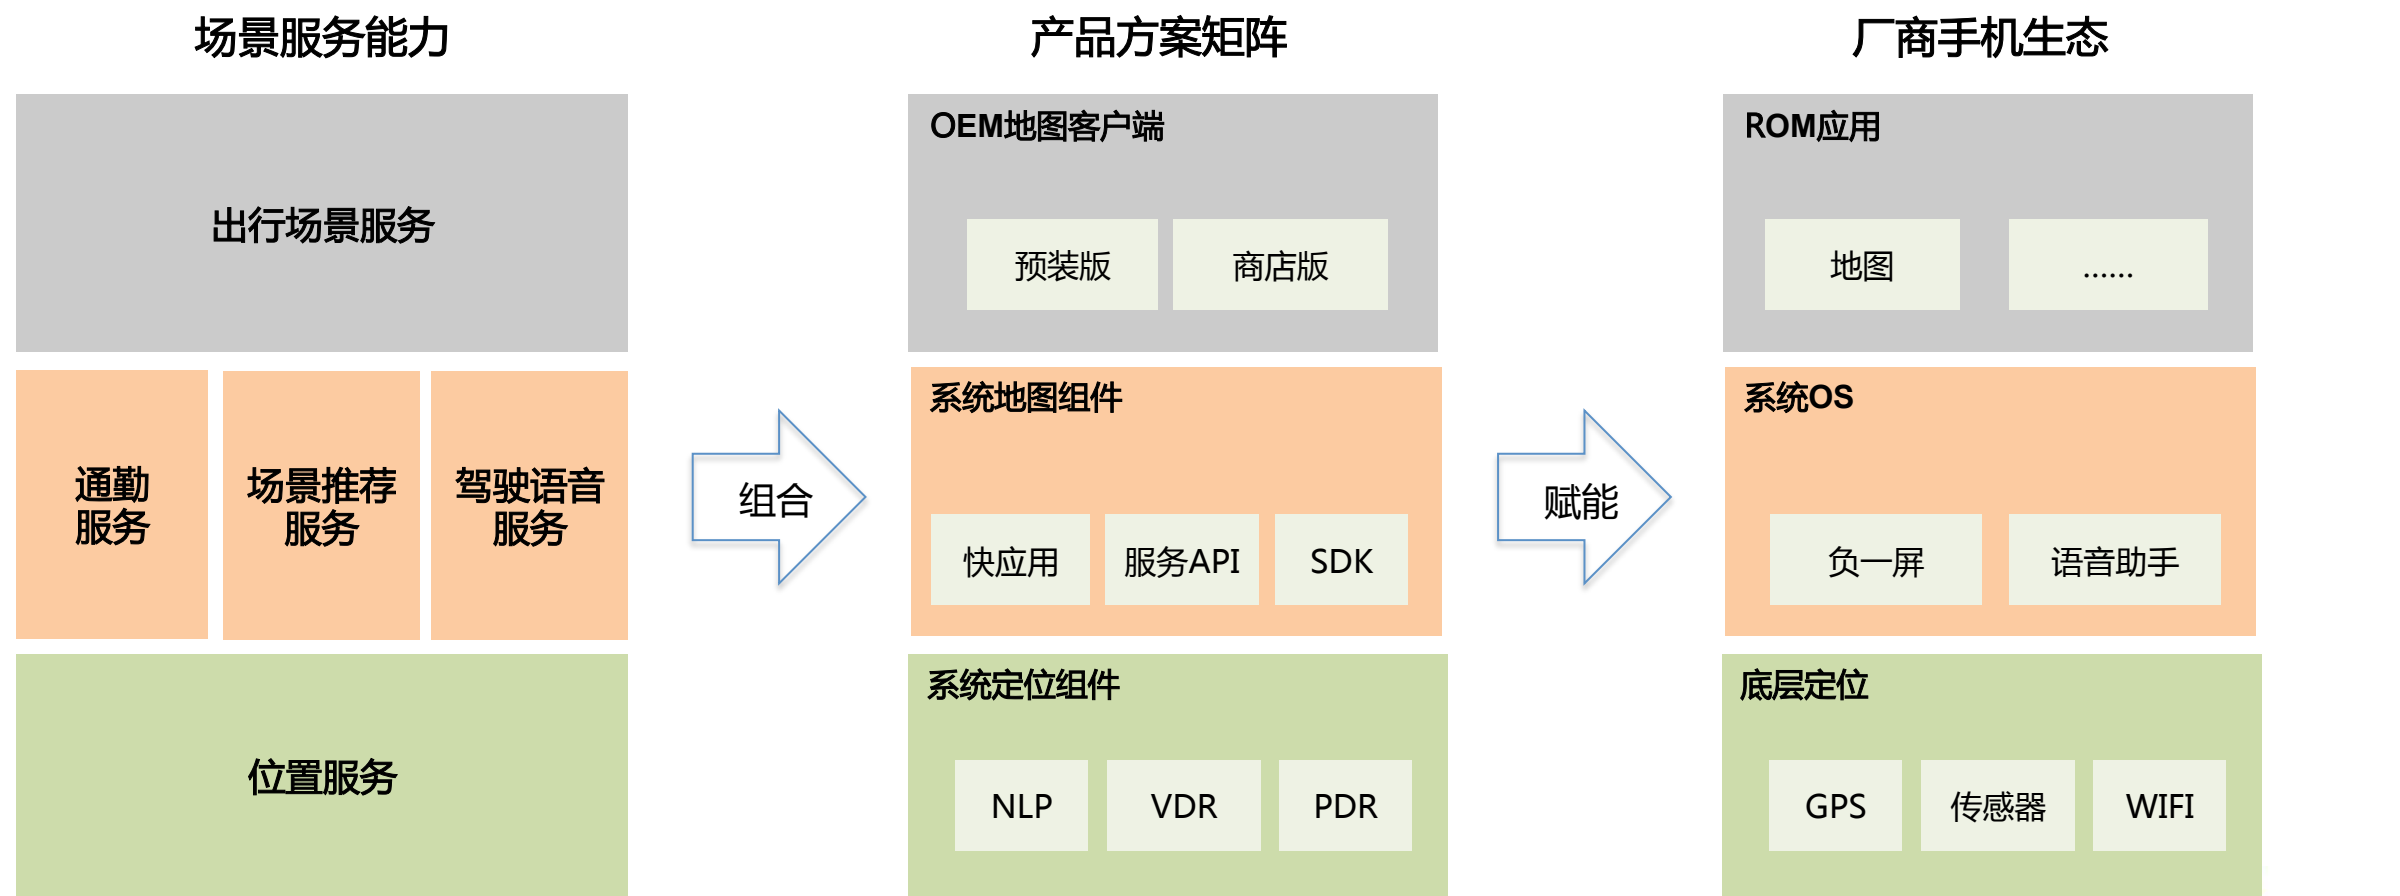 场景服务能力
产品方案矩阵
厂商手机生态
出行场景服务
通勤
服务
场景推荐
服务
驾驶语音
服务
位置服务
组合
OEM地图客户端
预装版
商店版
系统地图组件
快应用
服务API
SDK
系统定位组件
NLP
VDR
PDR
赋能
ROM应用
地图
......
系统OS
负一屏
语音助手
底层定位
GPS
传感器
WIFI